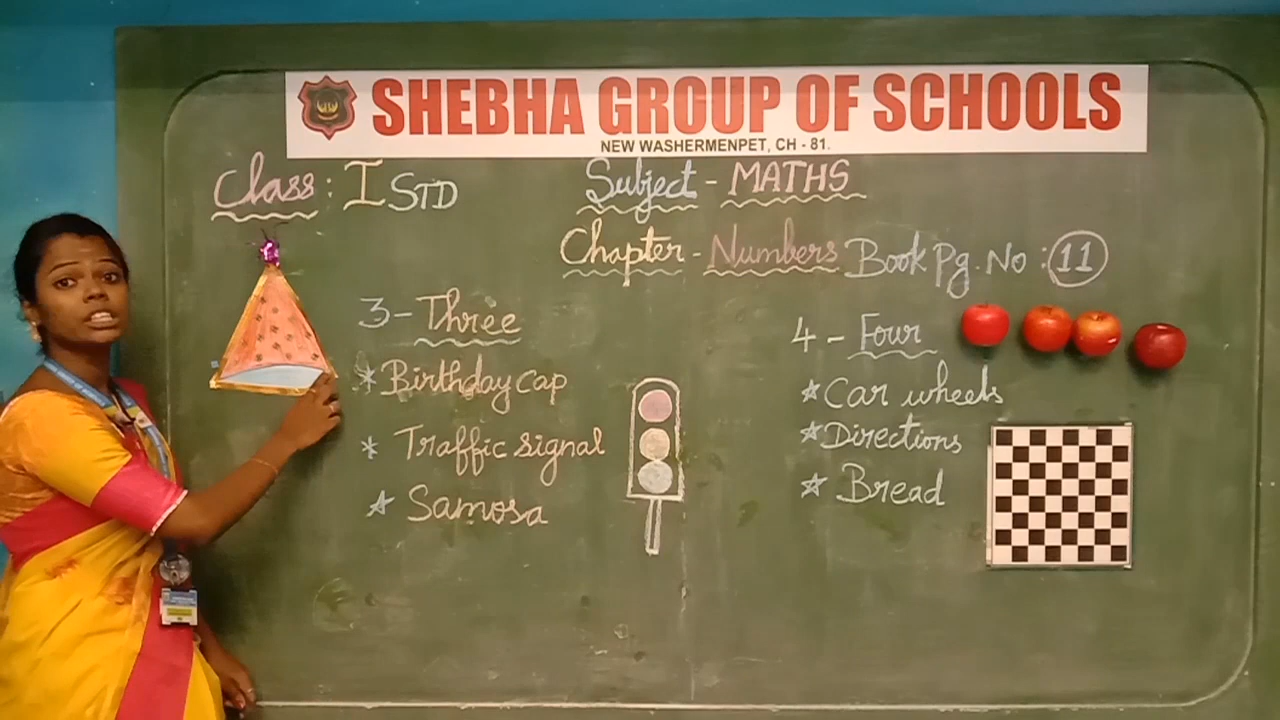 SHEBHA GROUP OF SCHOOLS
NEW WASHERMENPET, CH - 81.
Class : I STD
Subject - MATHS
Chapter - Numbers Book Pg. No : 11
3 - Three
* Birthday cap
* Traffic signal
* Samosa
4 - Four
* Car wheels
* Directions
* Bread